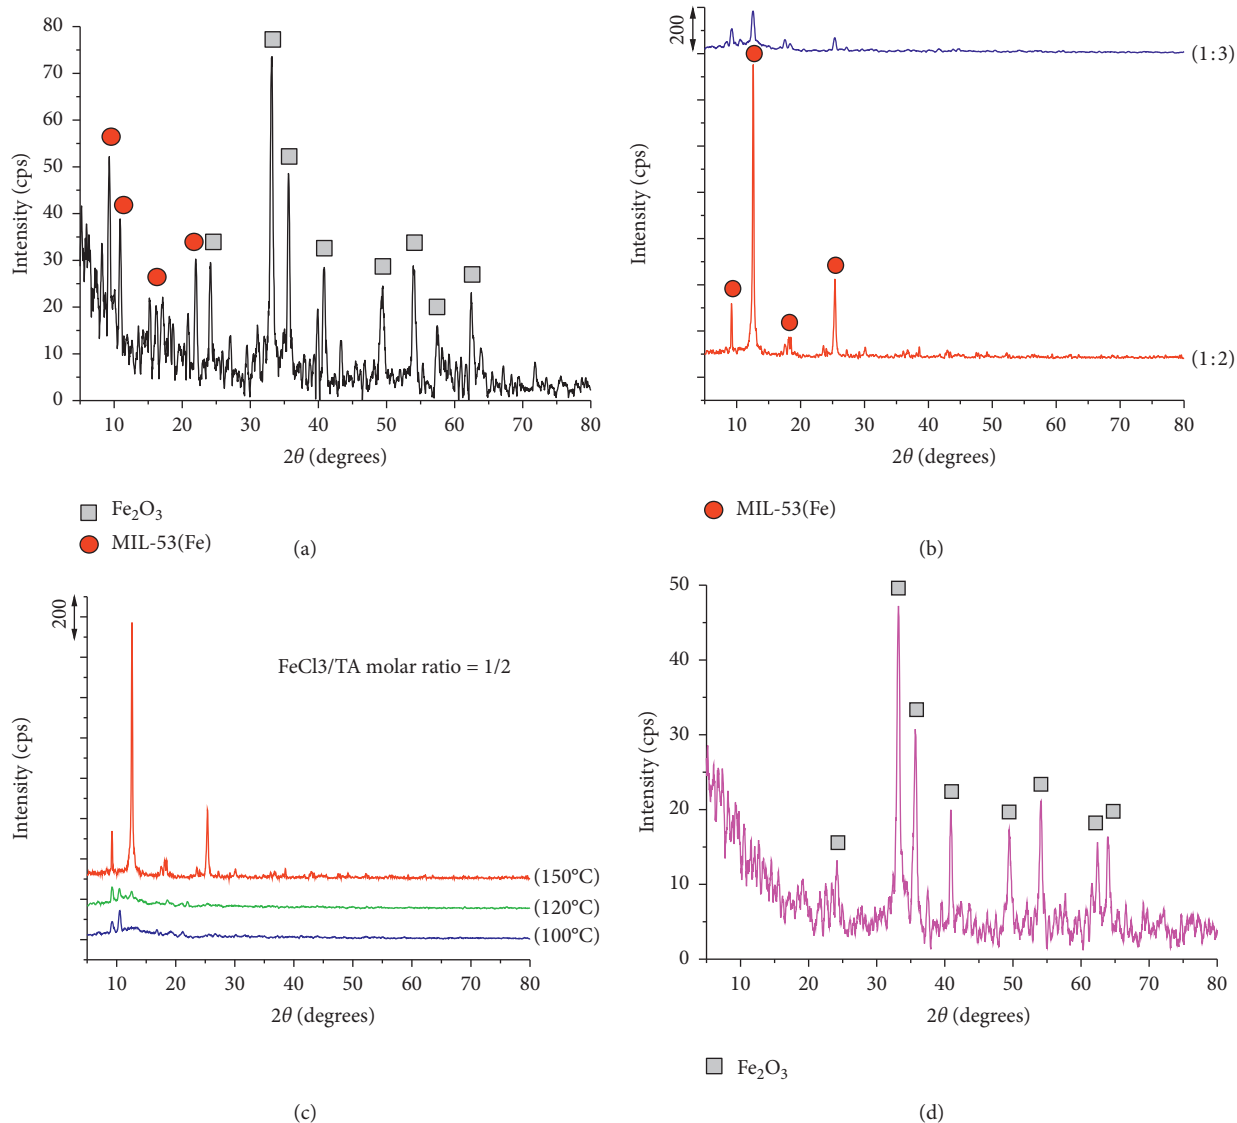 (a)
80
70
60
50
40
30
20
10
0
Intensity (cps)
10 20 30 40 50 60 70 80
2θ (degrees)
Fe₂O₃
MIL-53(Fe)
(b)
200
Intensity (cps)
(1:3)
(1:2)
10 20 30 40 50 60 70 80
2θ (degrees)
MIL-53(Fe)
(c)
200
Intensity (cps)
FeCl3/TA molar ratio = 1/2
(150°C)
(120°C)
(100°C)
10 20 30 40 50 60 70 80
2θ (degrees)
(d)
50
40
30
20
10
0
Intensity (cps)
10 20 30 40 50 60 70 80
2θ (degrees)
Fe₂O₃